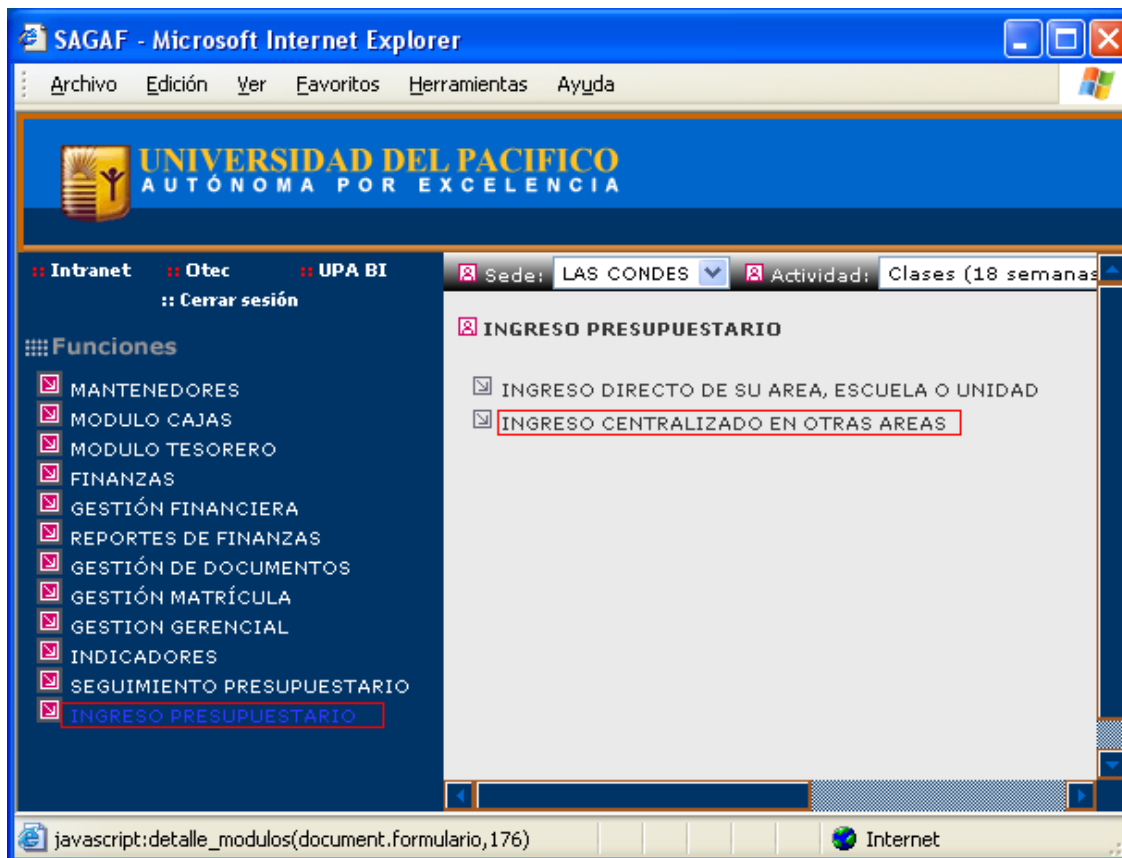 SAGAF - Microsoft Internet Explorer
Archivo Edición Ver Favoritos Herramientas Ayuda
UNIVERSIDAD DEL PACIFICO
AUTÓNOMA POR EXCELENCIA
:: Intranet :: Otec :: UPA BI
:: Cerrar sesión
Sede: LAS CONDES Actividad: Clases (18 semanas
Funciones
MANTENEDORES
MODULO CAJAS
MODULO TESORERO
FINANZAS
GESTIÓN FINANCIERA
REPORTES DE FINANZAS
GESTIÓN DE DOCUMENTOS
GESTIÓN MATRÍCULA
GESTION GERENCIAL
INDICADORES
SEGUIMIENTO PRESUPUESTARIO
INGRESO PRESUPUESTARIO
INGRESO PRESUPUESTARIO
INGRESO DIRECTO DE SU AREA, ESCUELA O UNIDAD
INGRESO CENTRALIZADO EN OTRAS AREAS
javascript:detalle_modulos(document.formulario,176) Internet